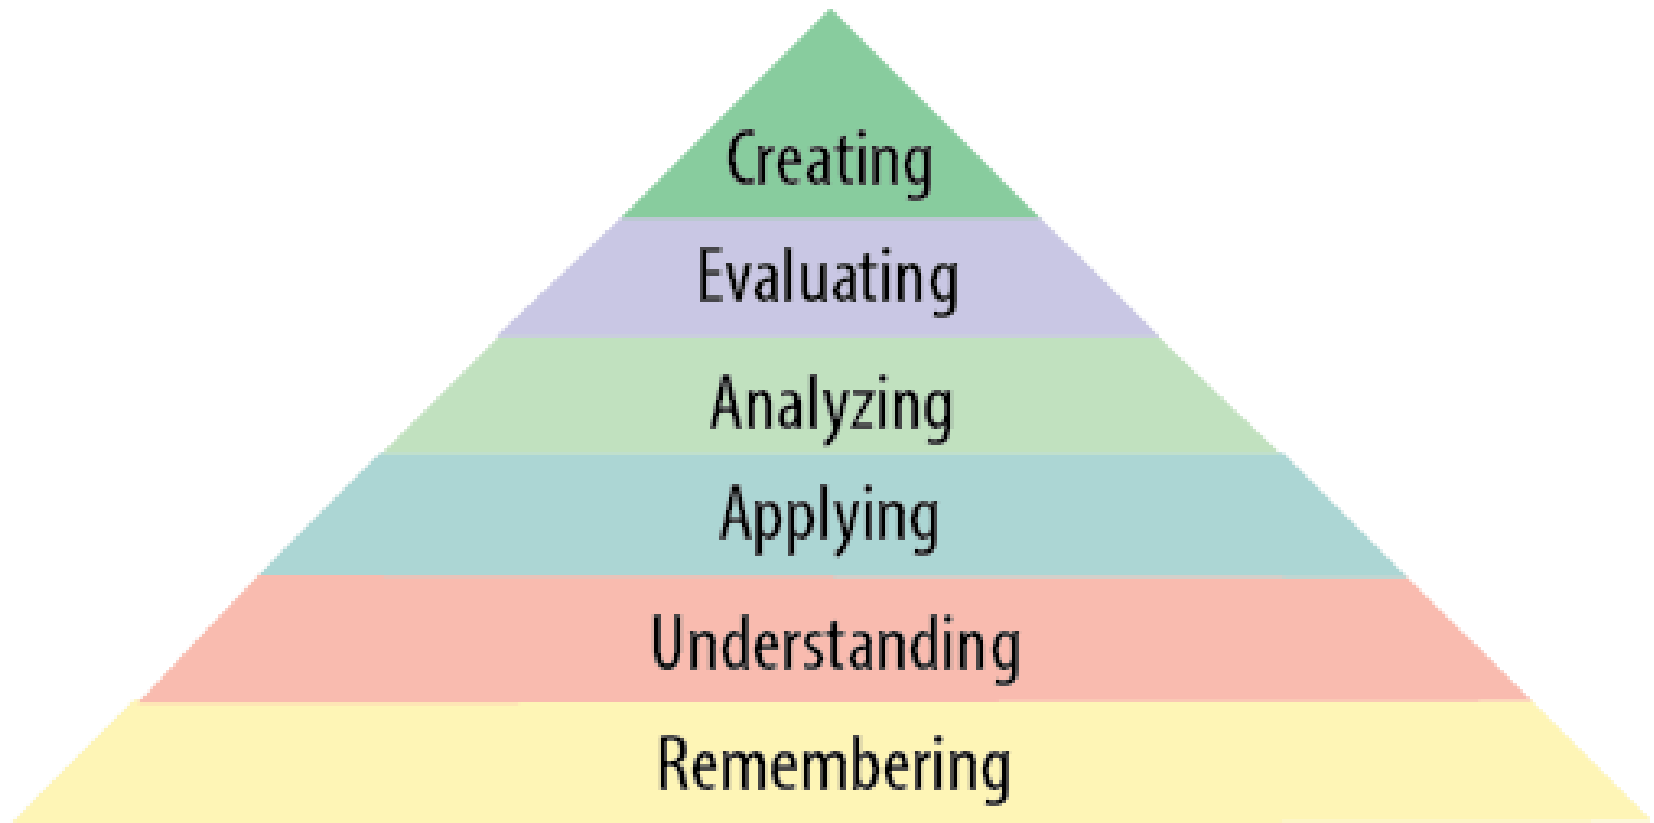 Creating
Evaluating
Analyzing
Applying
Understanding
Remembering